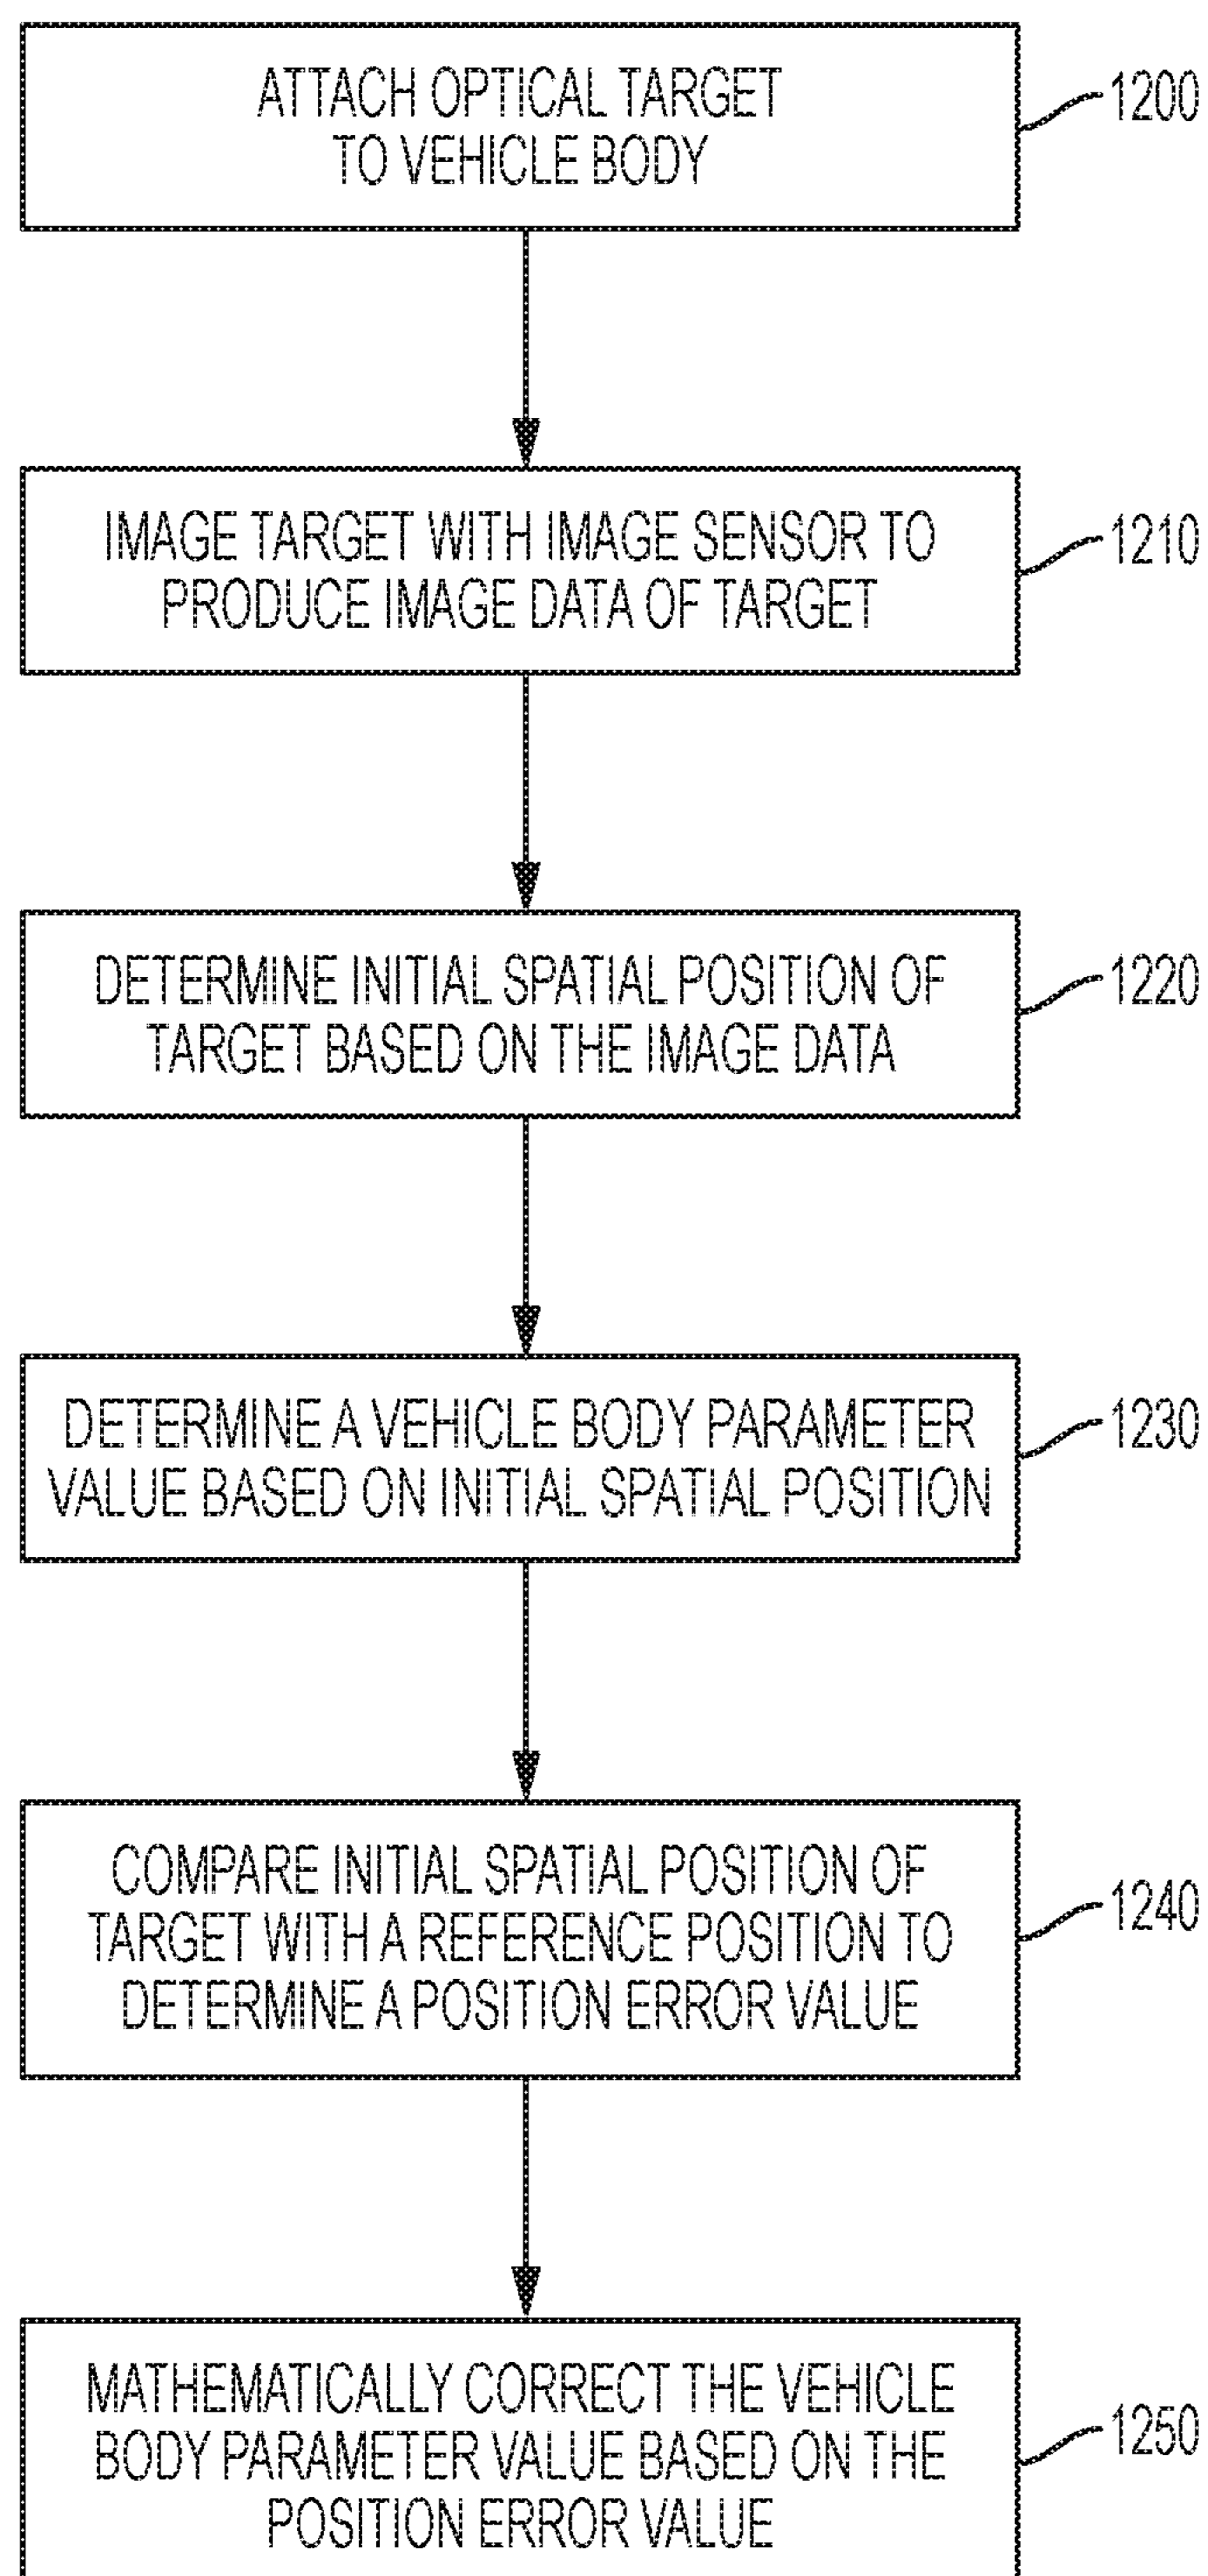 ATTACH OPTICAL TARGET
TO VEHICLE BODY
1200
IMAGE TARGET WITH IMAGE SENSOR TO
PRODUCE IMAGE DATA OF TARGET
1210
DETERMINE INITIAL SPATIAL POSITION OF
TARGET BASED ON THE IMAGE DATA
1220
DETERMINE A VEHICLE BODY PARAMETER
VALUE BASED ON INITIAL SPATIAL POSITION
1230
COMPARE INITIAL SPATIAL POSITION OF
TARGET WITH A REFERENCE POSITION TO
DETERMINE A POSITION ERROR VALUE
1240
MATHEMATICALLY CORRECT THE VEHICLE
BODY PARAMETER VALUE BASED ON THE
POSITION ERROR VALUE
1250